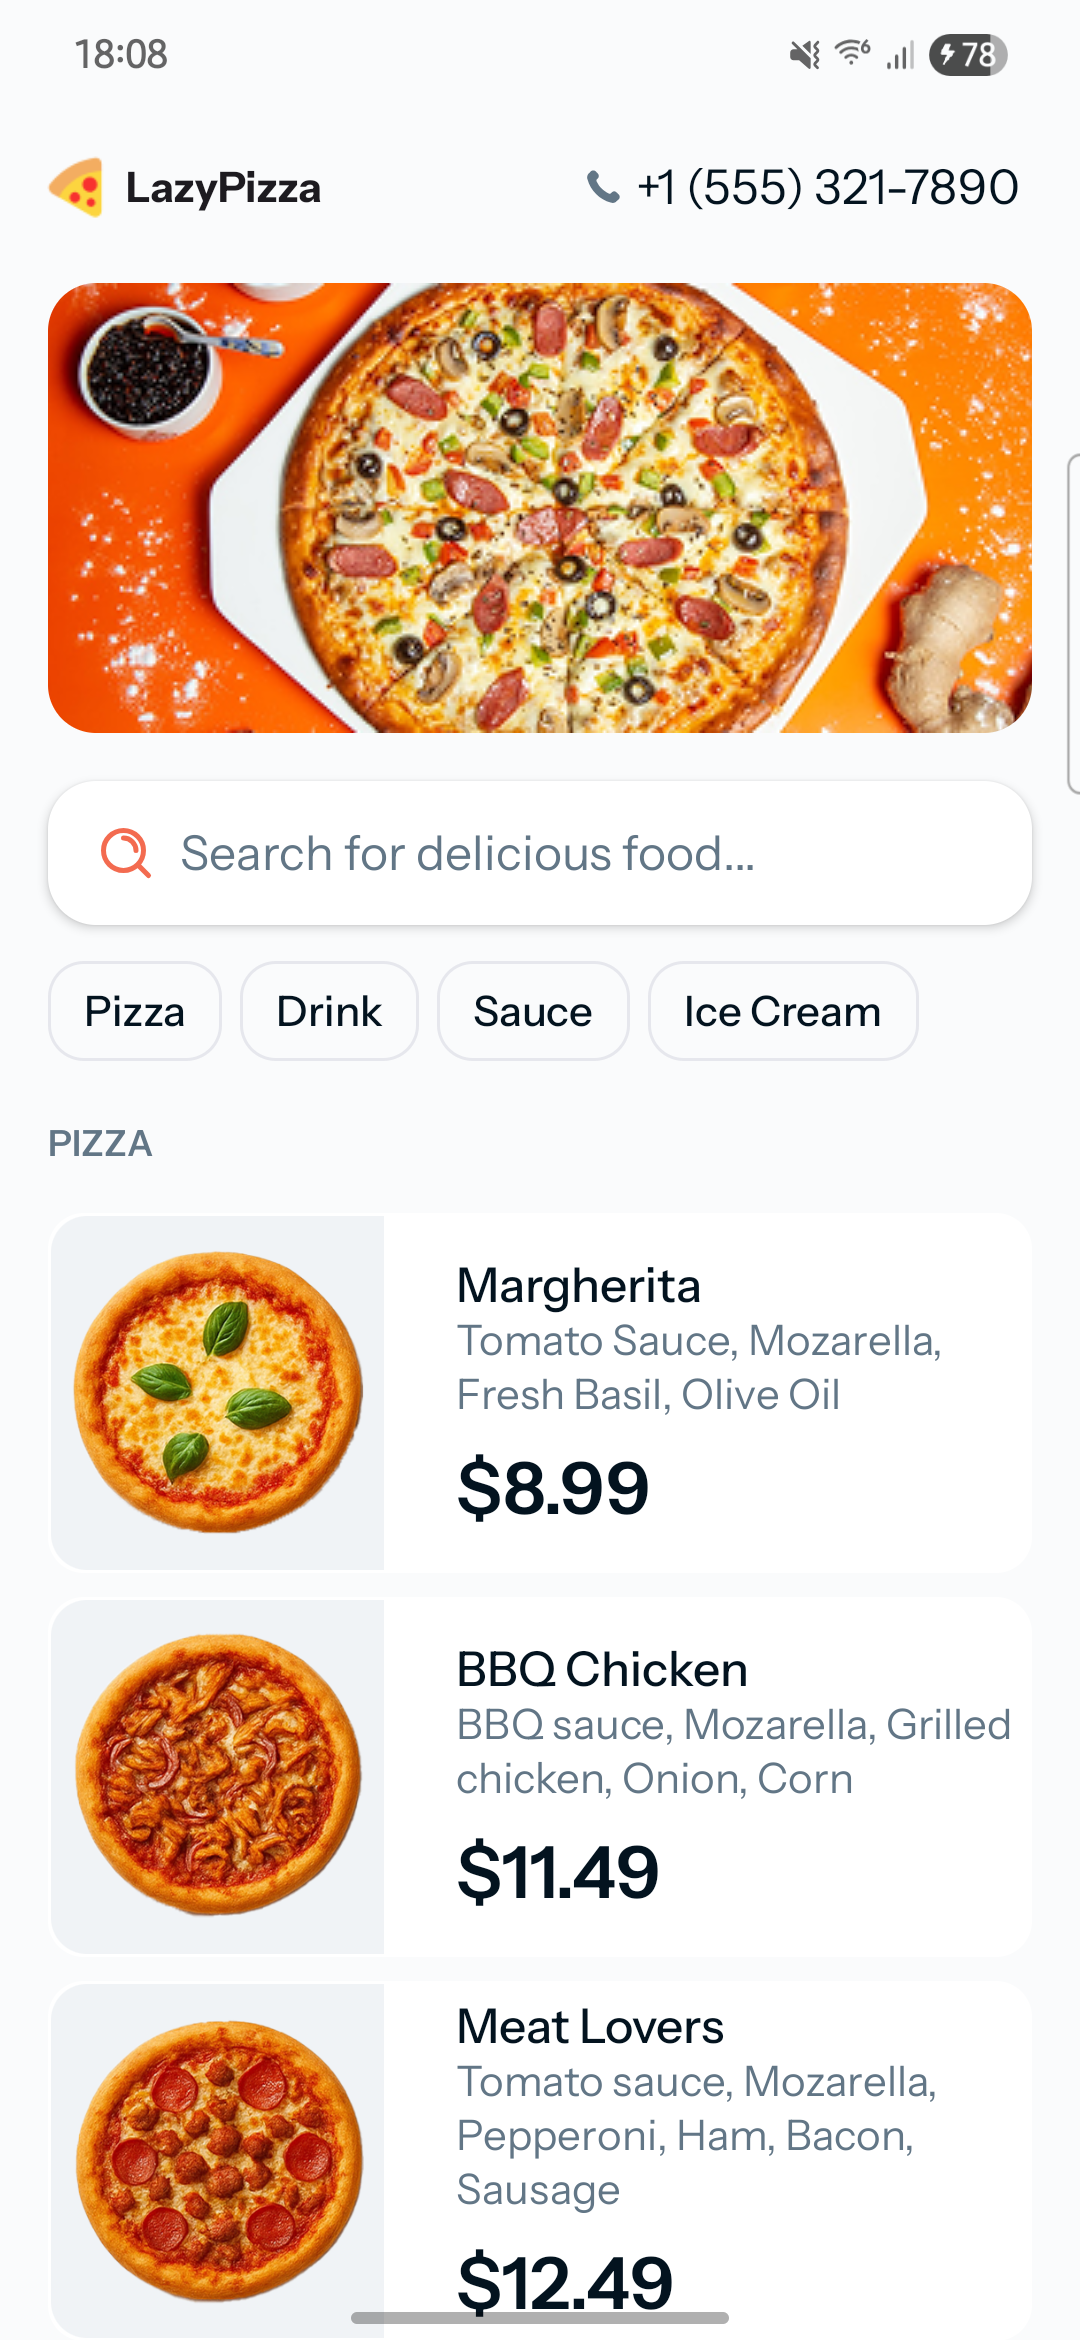 18:08
6
78
LazyPizza
+1 (555) 321-7890
Search for delicious food...
Pizza
Drink
Sauce
Ice Cream
PIZZA
Margherita
Tomato Sauce, Mozarella,
Fresh Basil, Olive Oil
$8.99
BBQ Chicken
BBQ sauce, Mozarella, Grilled
chicken, Onion, Corn
$11.49
Meat Lovers
Tomato sauce, Mozarella,
Pepperoni, Ham, Bacon,
Sausage
$12.49